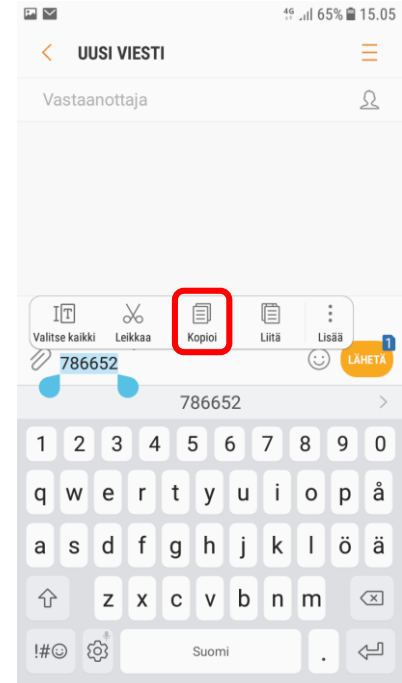 4G 65% 15.05
UUSI VIESTI
Vastaanottaja
Valitse kaikki Leikkaa Kopioi Liitä Lisää
786652 LÄHETÄ 1
786652
1 2 3 4 5 6 7 8 9 0
q w e r t y u i o p å
a s d f g h j k l ö ä
z x c v b n m
!#☺ Suomi .